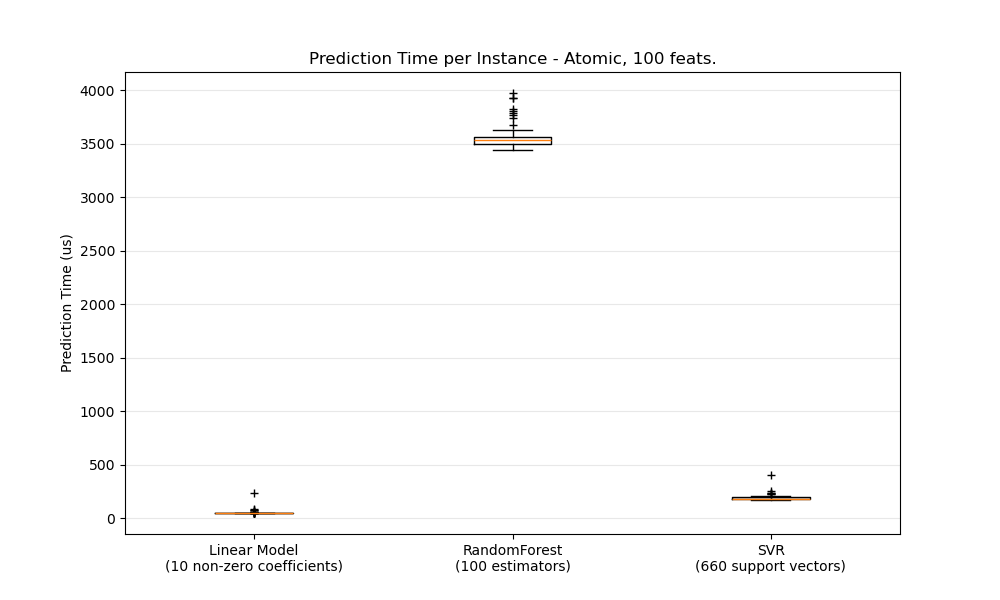 Prediction Time per Instance - Atomic, 100 feats.
Prediction Time (us)
4000
3500
3000
2500
2000
1500
1000
500
0
Linear Model
(10 non-zero coefficients)
RandomForest
(100 estimators)
SVR
(660 support vectors)